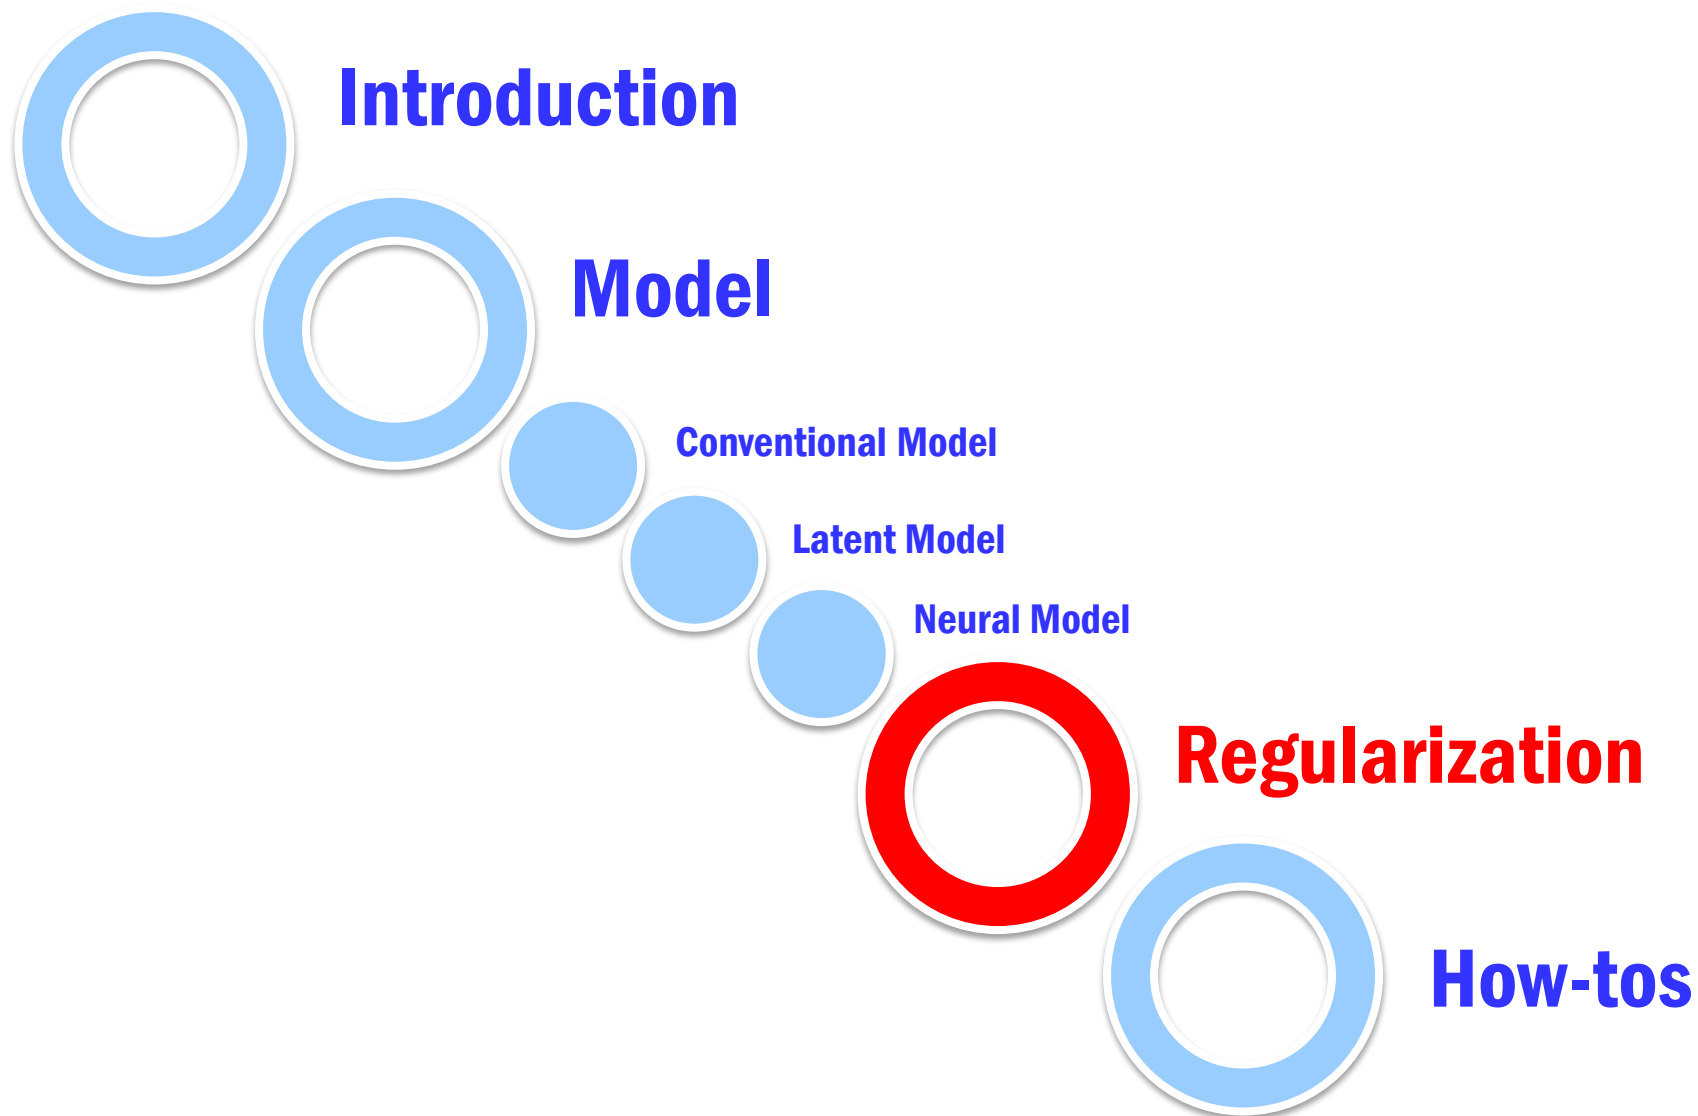 Introduction
Model
Conventional Model
Latent Model
Neural Model
Regularization
How-tos